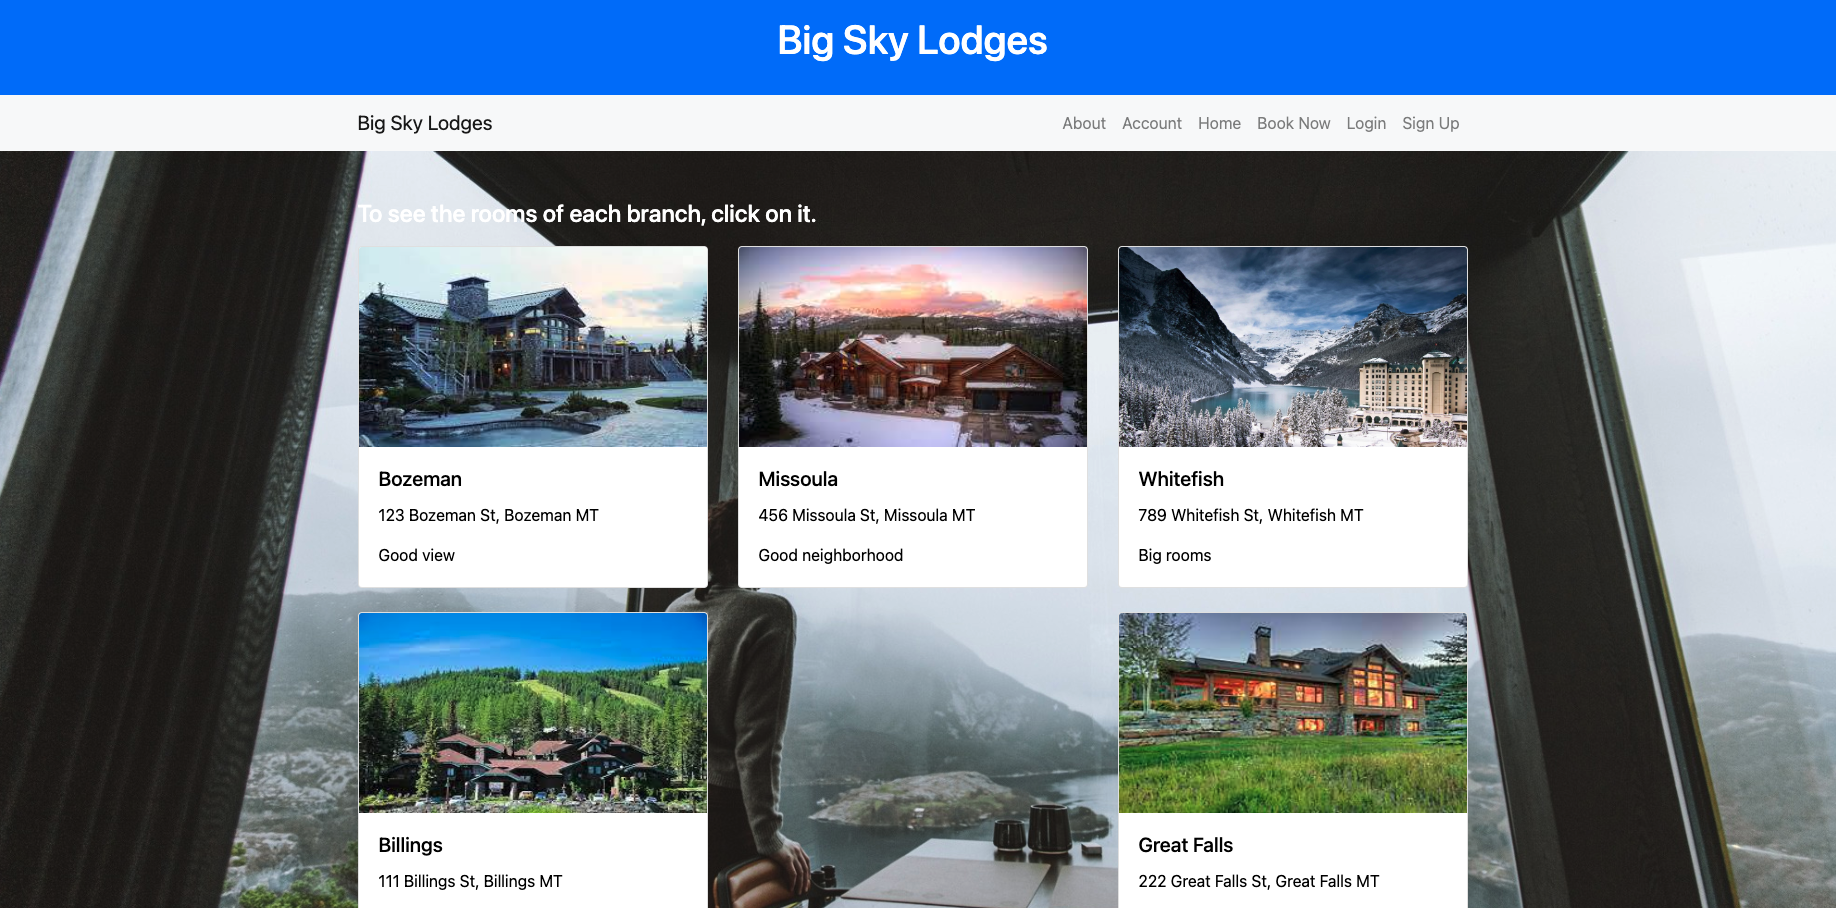 Big Sky Lodges
Big Sky Lodges
About Account Home Book Now Login Sign Up
To see the rooms of each branch, click on it.
Bozeman
123 Bozeman St, Bozeman MT
Good view
Missoula
456 Missoula St, Missoula MT
Good neighborhood
Whitefish
789 Whitefish St, Whitefish MT
Big rooms
Billings
111 Billings St, Billings MT
Great Falls
222 Great Falls St, Great Falls MT